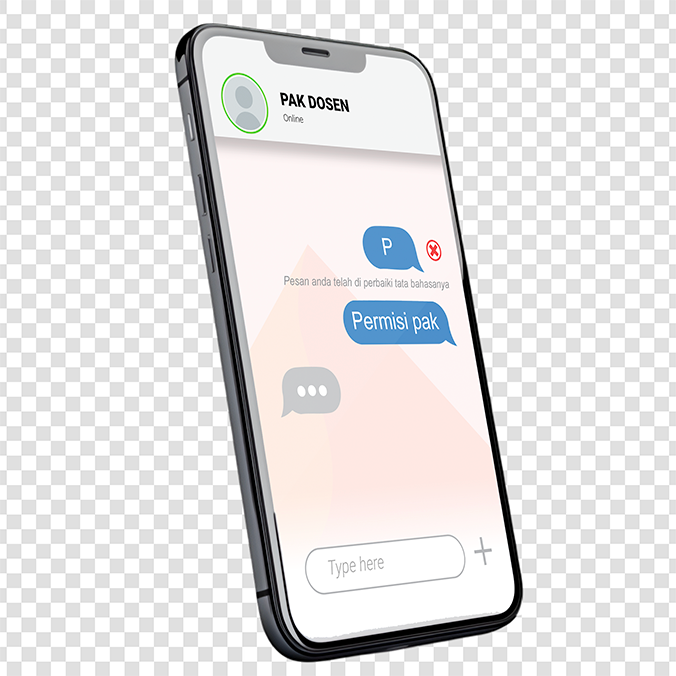 PAK DOSEN
Online
P
Pesan anda telah di perbaiki tata bahasanya
Permisi pak
Type here